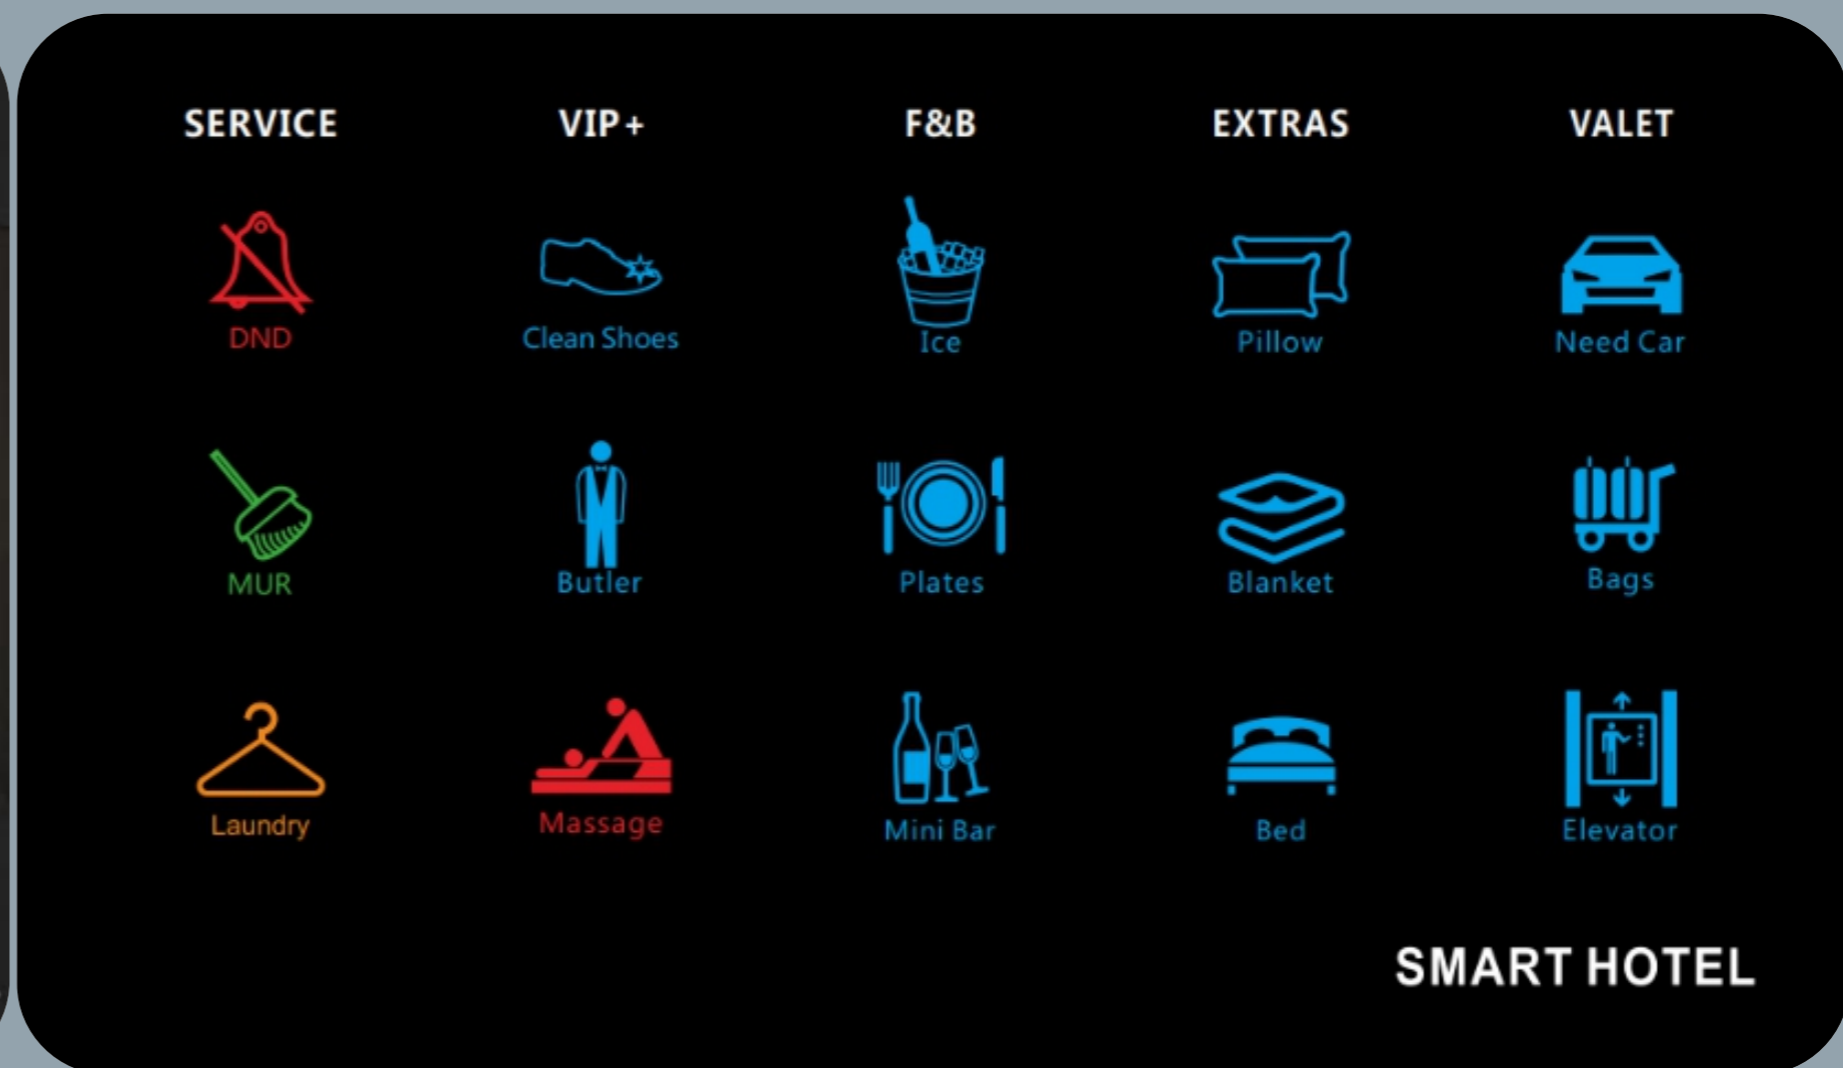 SERVICE VIP+ F&B EXTRAS VALET
DND Clean Shoes Ice Pillow Need Car
MUR Butler Plates Blanket Bags
Laundry Massage Mini Bar Bed Elevator
SMART HOTEL